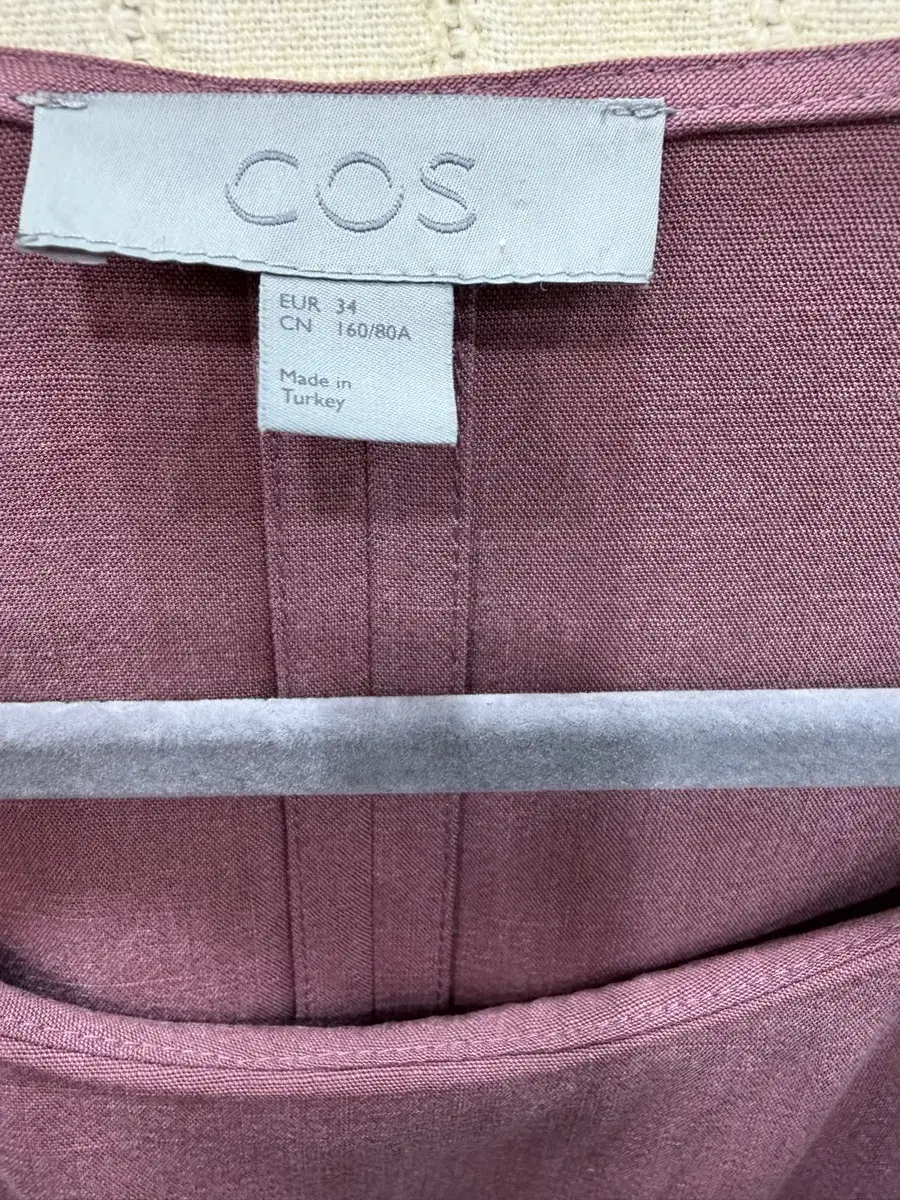 COS
EUR 34
CN 160/80A
Made in
Turkey